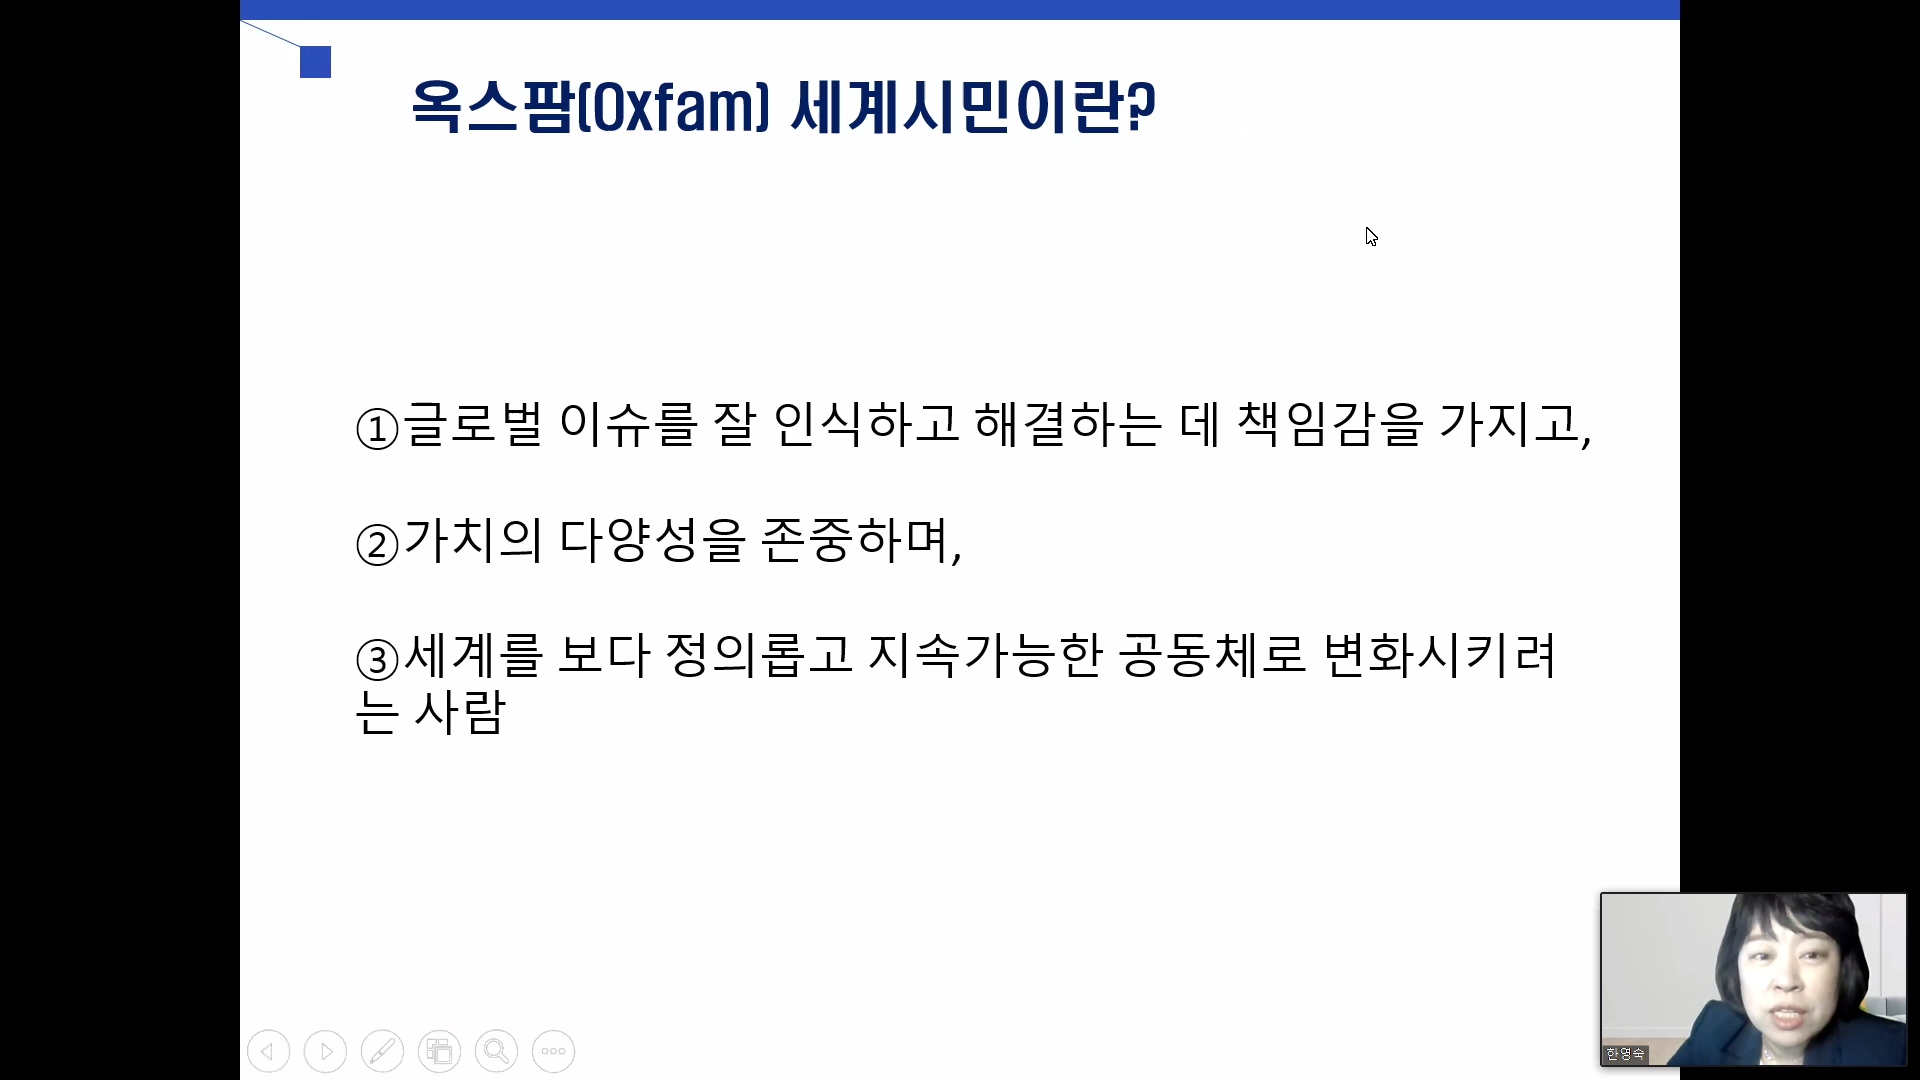 옥스팜(Oxfam) 세계시민이란?
①글로벌 이슈를 잘 인식하고 해결하는 데 책임감을 가지고,
②가치의 다양성을 존중하며,
③세계를 보다 정의롭고 지속가능한 공동체로 변화시키려
는 사람
한영숙